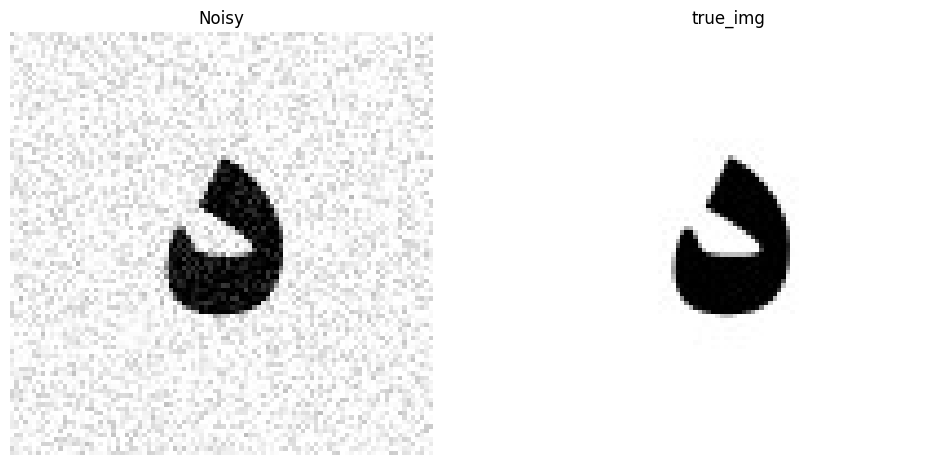 Noisy true_img
د د